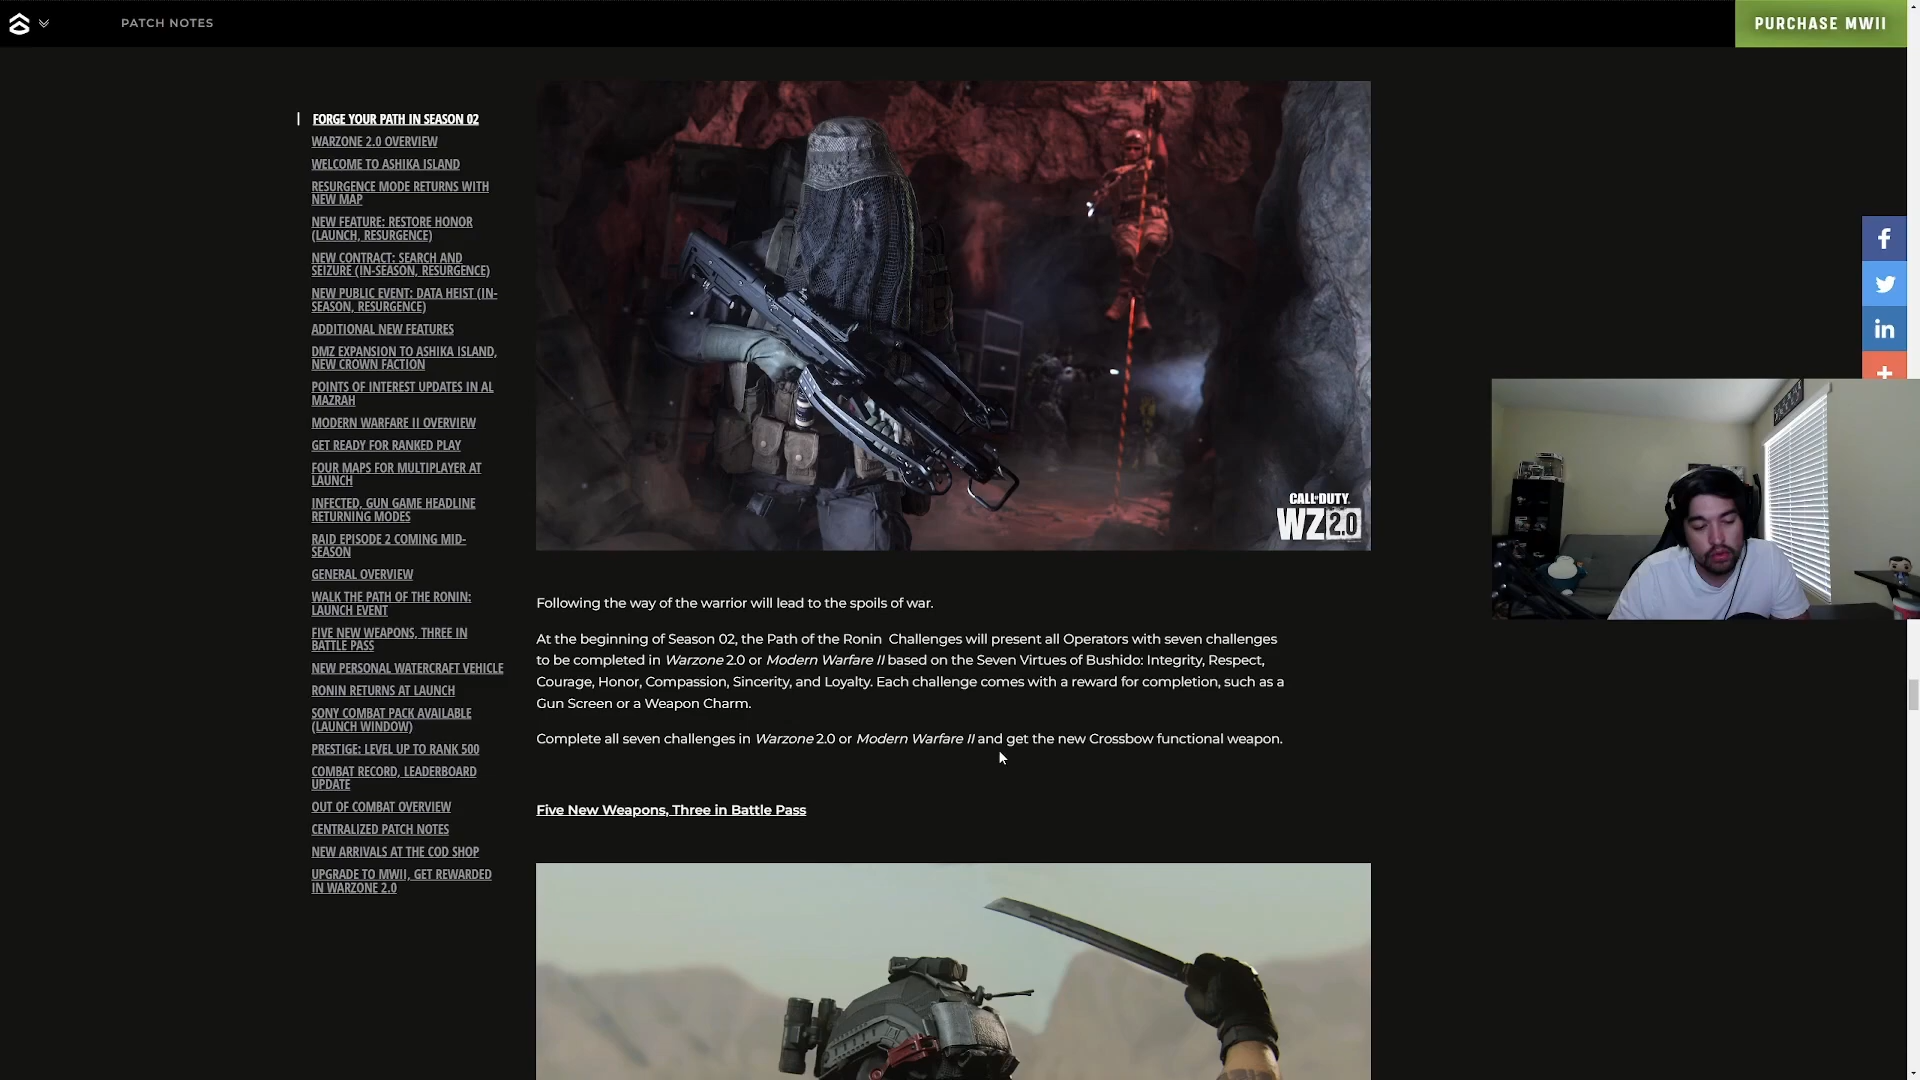 PATCH NOTES
PURCHASE MWII
FORGE YOUR PATH IN SEASON 02
WARZONE 2.0 OVERVIEW
WELCOME TO ASHIKA ISLAND
RESURGENCE MODE RETURNS WITH
NEW MAP
NEW FEATURE: RESTORE HONOR
(LAUNCH, RESURGENCE)
NEW CONTRACT: SEARCH AND
SEIZURE (IN-SEASON, RESURGENCE)
NEW PUBLIC EVENT: DATA HEIST (IN-
SEASON, RESURGENCE)
ADDITIONAL NEW FEATURES
DMZ EXPANSION TO ASHIKA ISLAND,
NEW CROWN FACTION
POINTS OF INTEREST UPDATES IN AL
MAZRAH
MODERN WARFARE II OVERVIEW
GET READY FOR RANKED PLAY
FOUR MAPS FOR MULTIPLAYER AT
LAUNCH
INFECTED, GUN GAME HEADLINE
RETURNING MODES
RAID EPISODE 2 COMING MID-
SEASON
GENERAL OVERVIEW
WALK THE PATH OF THE RONIN:
LAUNCH EVENT
FIVE NEW WEAPONS, THREE IN
BATTLE PASS
NEW PERSONAL WATERCRAFT VEHICLE
RONIN RETURNS AT LAUNCH
SONY COMBAT PACK AVAILABLE
(LAUNCH WINDOW)
PRESTIGE: LEVEL UP TO RANK 500
COMBAT RECORD, LEADERBOARD
UPDATE
OUT OF COMBAT OVERVIEW
CENTRALIZED PATCH NOTES
NEW ARRIVALS AT THE COD SHOP
UPGRADE TO MWII, GET REWARDED
IN WARZONE 2.0
CALL OF DUTY
WZ 2.0
Following the way of the warrior will lead to the spoils of war.
At the beginning of Season 02, the Path of the Ronin Challenges will present all Operators with seven challenges
to be completed in Warzone 2.0 or Modern Warfare II based on the Seven Virtues of Bushido: Integrity, Respect,
Courage, Honor, Compassion, Sincerity, and Loyalty. Each challenge comes with a reward for completion, such as a
Gun Screen or a Weapon Charm.
Complete all seven challenges in Warzone 2.0 or Modern Warfare II and get the new Crossbow functional weapon.
Five New Weapons, Three in Battle Pass